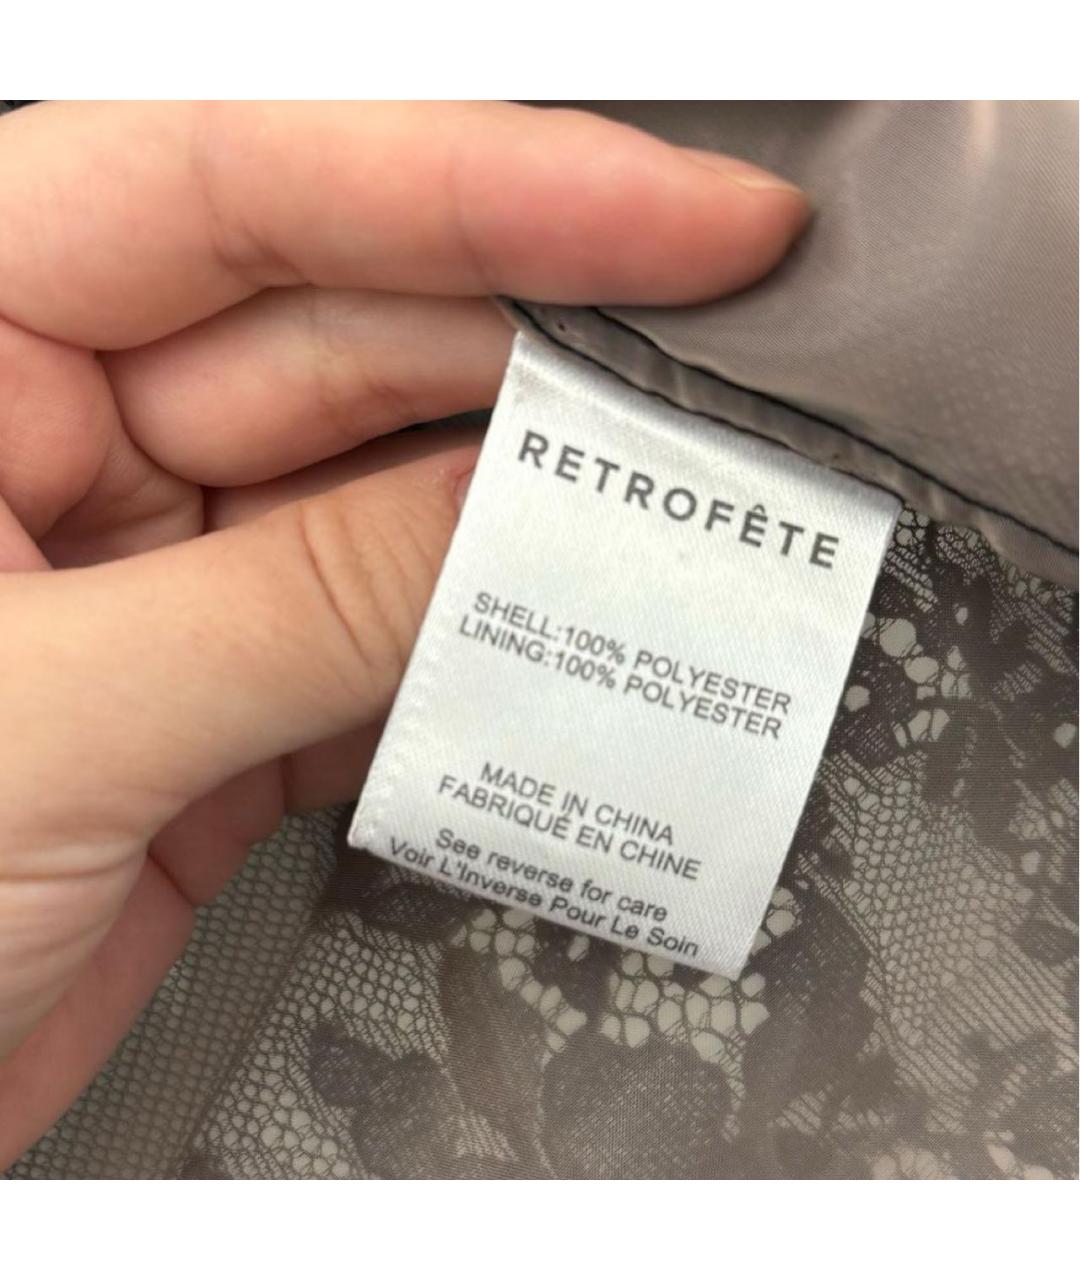 RETROFÊTE
SHELL:100% POLYESTER
LINING:100% POLYESTER
MADE IN CHINA
FABRIQUÉ EN CHINE
See reverse for care
Voir L'Inverse Pour Le Soin